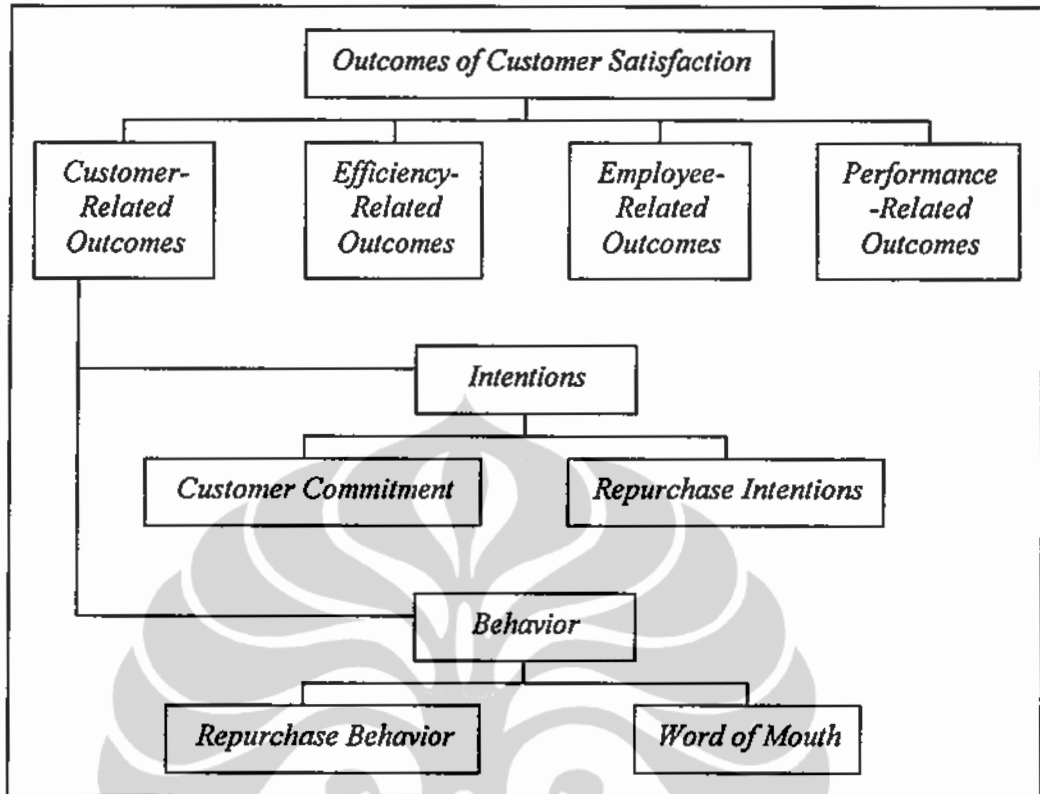 Outcomes of Customer Satisfaction
Customer-
Related
Outcomes
Efficiency-
Related
Outcomes
Employee-
Related
Outcomes
Performance
-Related
Outcomes
Intentions
Customer Commitment
Repurchase Intentions
Behavior
Repurchase Behavior
Word of Mouth